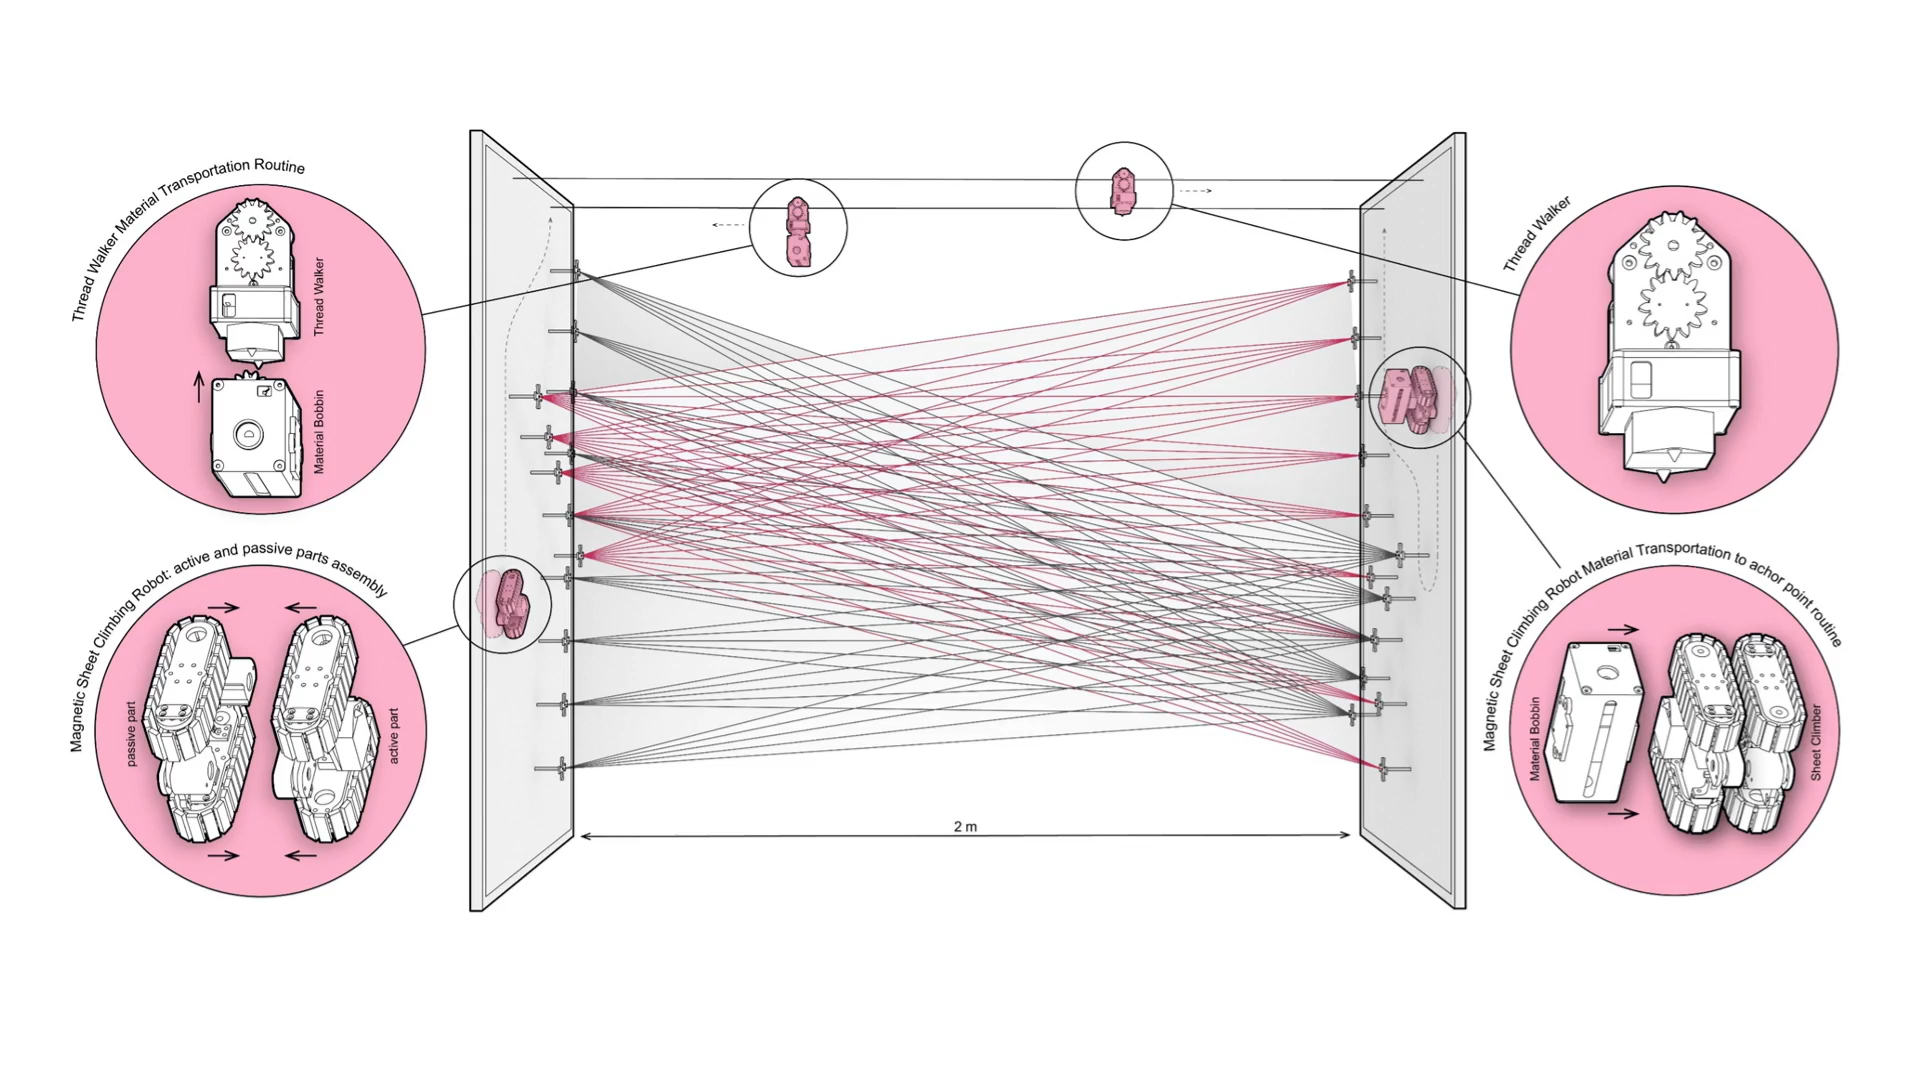 Thread Walker Material Transportation Routine
Thread Walker
Material Bobbin
Magnetic Sheet Climbing Robot: active and passive parts assembly
passive part
active part
2 m
Thread Walker
Magnetic Sheet Climbing Robot Material Transportation to achor point routine
Material Bobbin
Sheet Climber